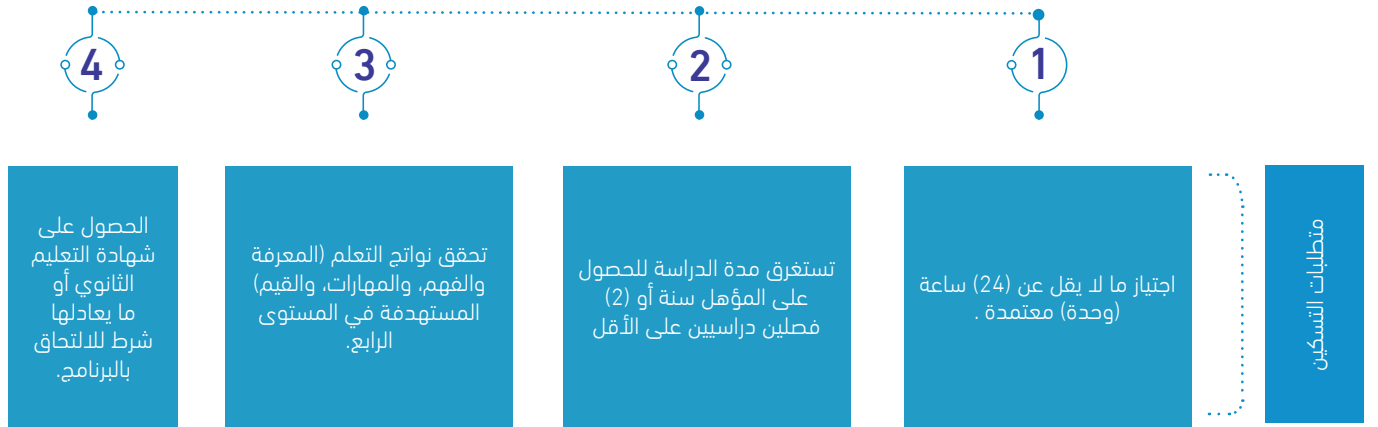 متطلبات التسكين
1
اجتياز ما لا يقل عن (24) ساعة
(وحدة) معتمدة .
2
تستغرق مدة الدراسة للحصول
على المؤهل سنة أو (2)
فصلين دراسيين على الأقل
3
تحقق نواتج التعلم (المعرفة
والفهم، والمهارات، والقيم)
المستهدفة في المستوى
الرابع.
4
الحصول على
شهادة التعليم
الثانوي أو
ما يعادلها
شرط للالتحاق
بالبرنامج.